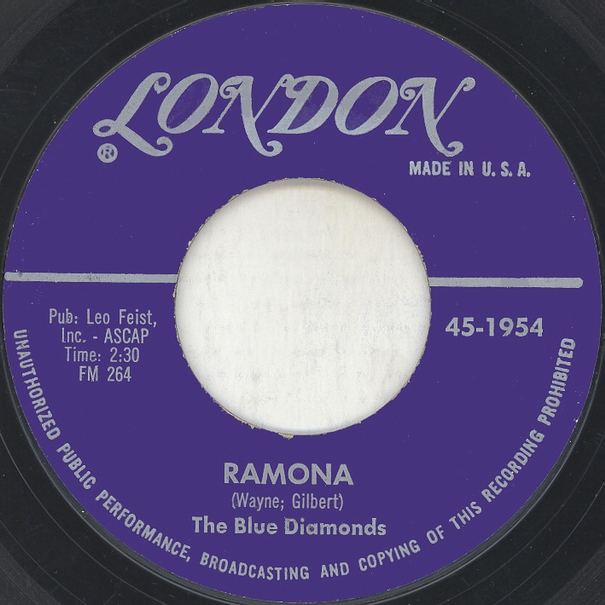 LONDON
®
MADE IN U.S.A.
Pub: Leo Feist,
Inc. - ASCAP
Time: 2:30
FM 264
45-1954
RAMONA
(Wayne; Gilbert)
The Blue Diamonds
UNAUTHORIZED PUBLIC PERFORMANCE, BROADCASTING AND COPYING OF THIS RECORDING PROHIBITED